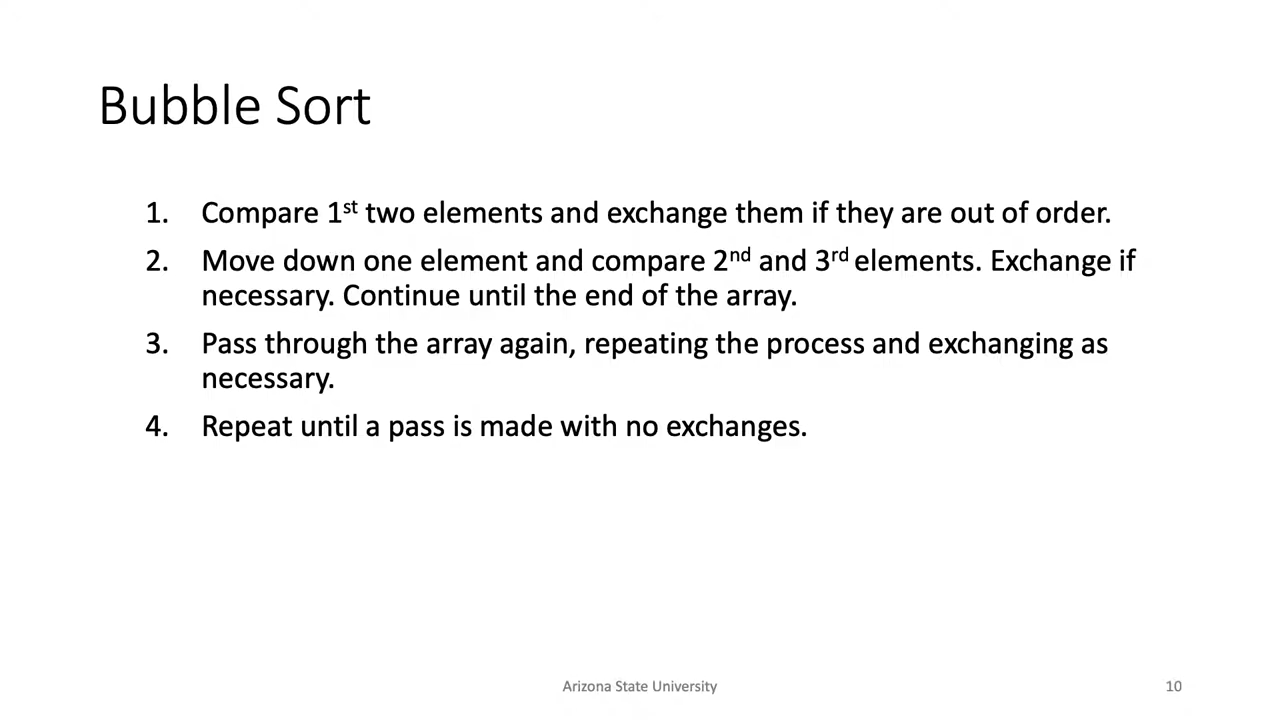 Bubble Sort
1. Compare 1st two elements and exchange them if they are out of order.
2. Move down one element and compare 2nd and 3rd elements. Exchange if
necessary. Continue until the end of the array.
3. Pass through the array again, repeating the process and exchanging as
necessary.
4. Repeat until a pass is made with no exchanges.
Arizona State University
10